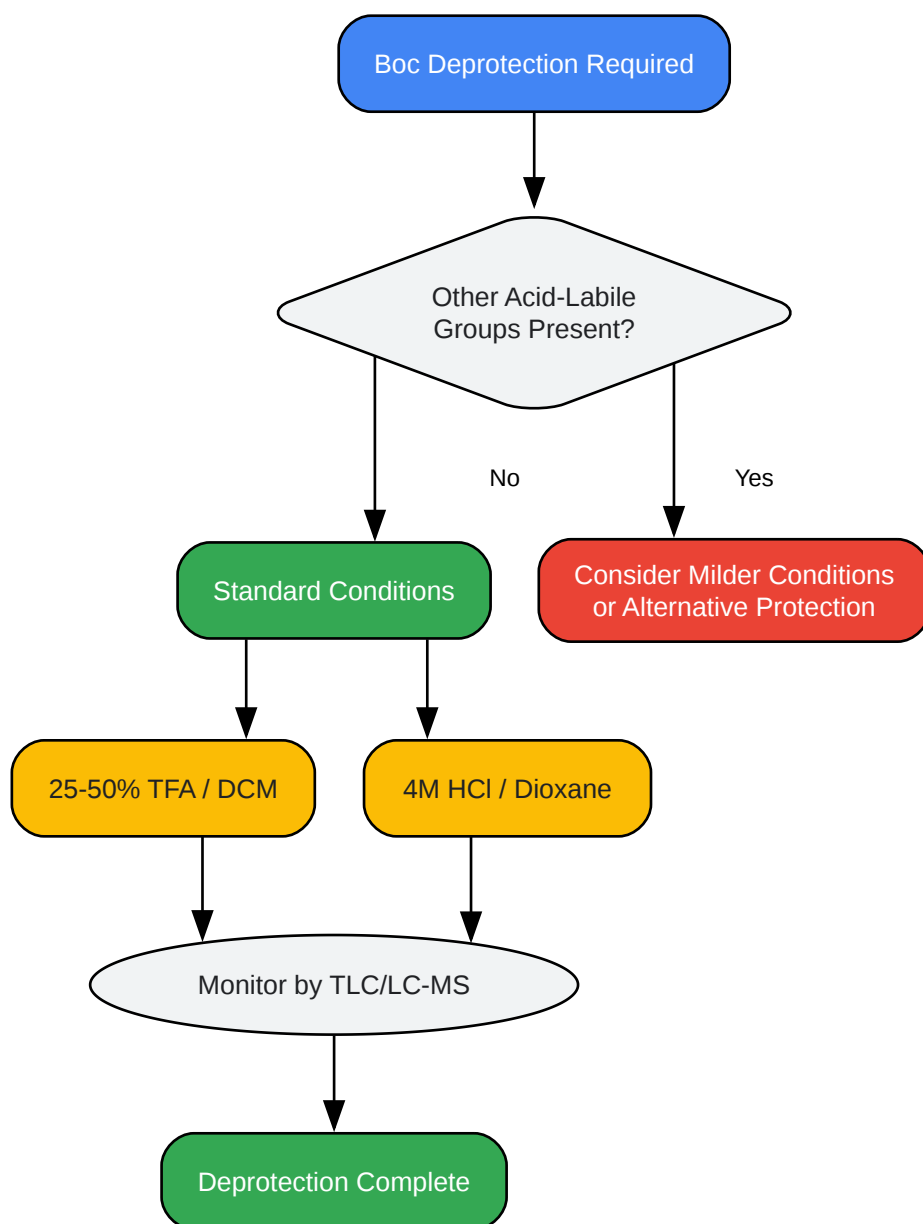 Boc Deprotection Required
Other Acid-Labile
Groups Present?
No
Yes
Standard Conditions
Consider Milder Conditions
or Alternative Protection
25-50% TFA / DCM
4M HCl / Dioxane
Monitor by TLC/LC-MS
Deprotection Complete